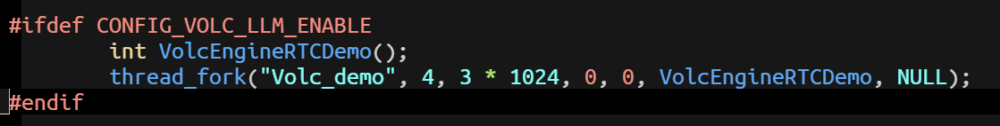 #ifdef CONFIG_VOLC_LLM_ENABLE
        int VolcEngineRTCDemo();
        thread_fork("Volc_demo", 4, 3 * 1024, 0, 0, VolcEngineRTCDemo, NULL);
#endif